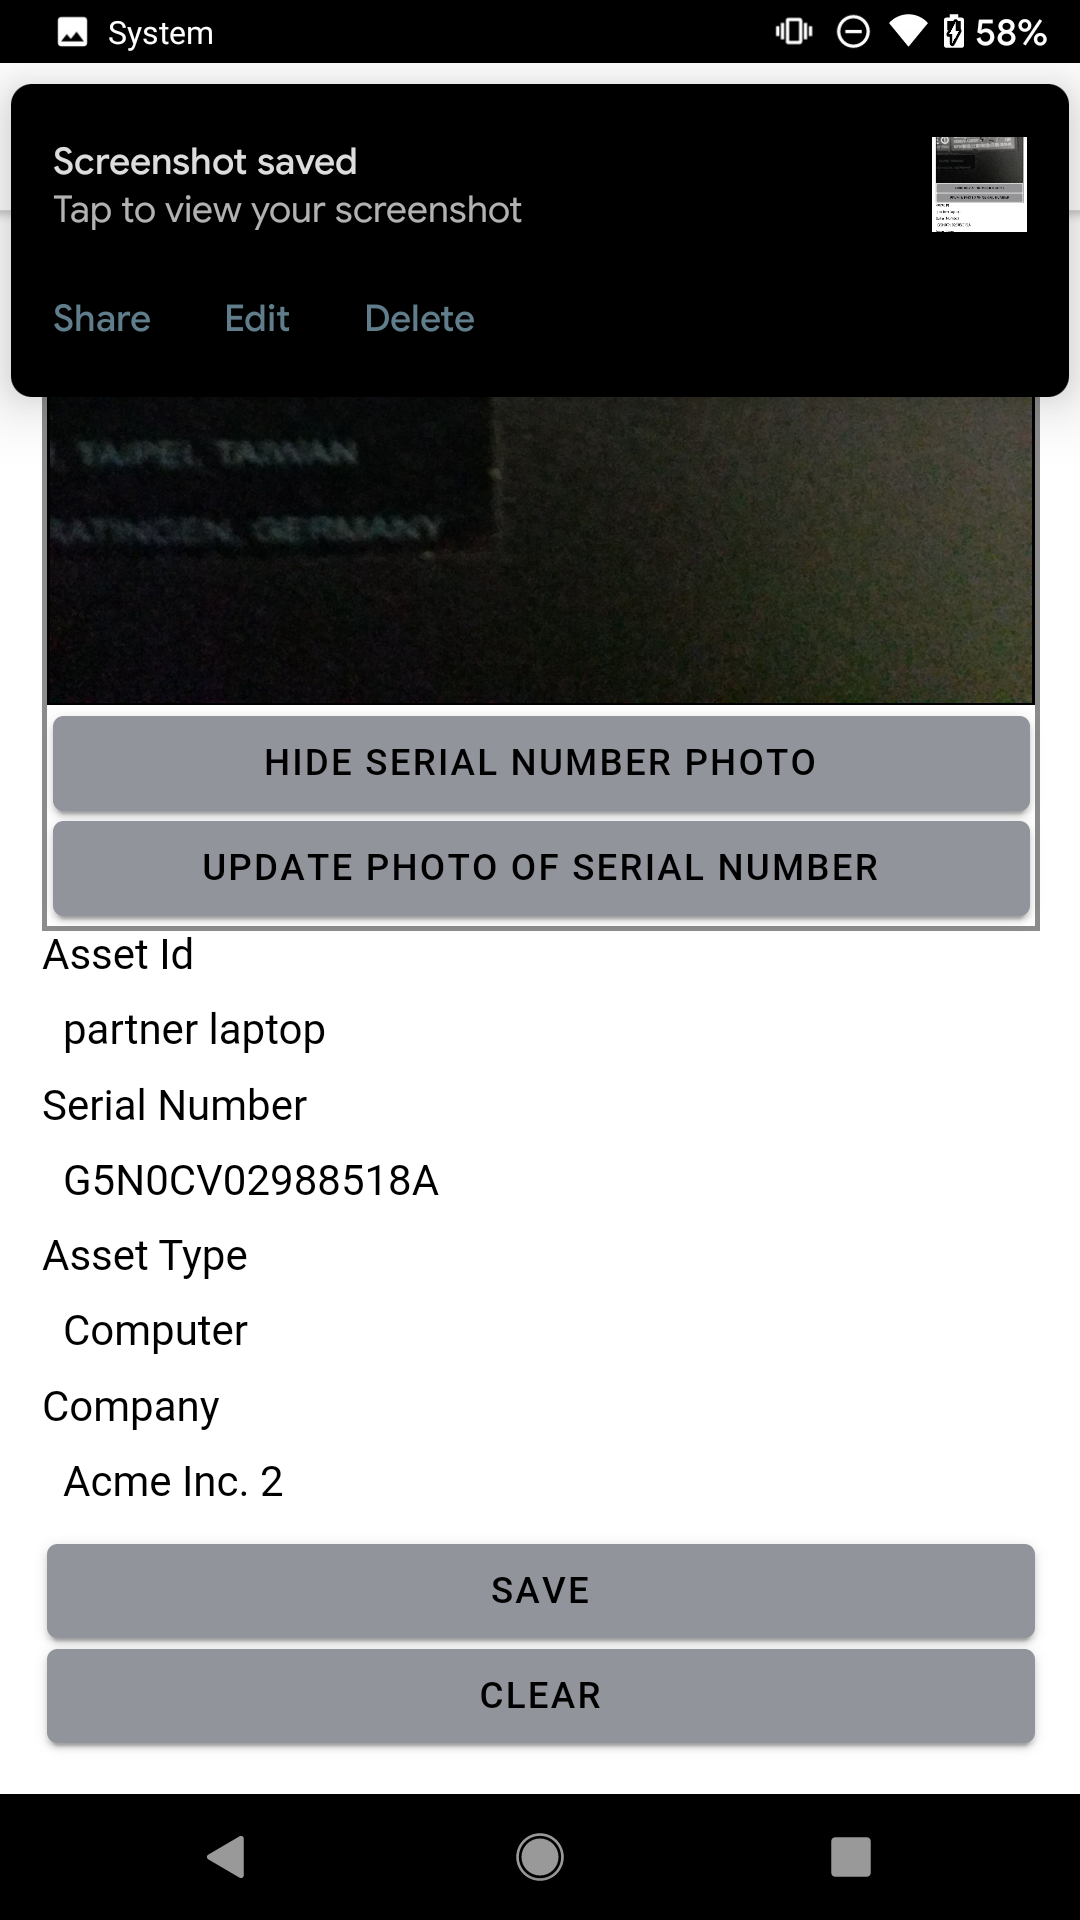 System
58%
Screenshot saved
Tap to view your screenshot
Share Edit Delete
TAIPEI, TAIWAN
RATINGEN, GERMANY
HIDE SERIAL NUMBER PHOTO
UPDATE PHOTO OF SERIAL NUMBER
Asset Id
partner laptop
Serial Number
G5N0CV02988518A
Asset Type
Computer
Company
Acme Inc. 2
SAVE
CLEAR